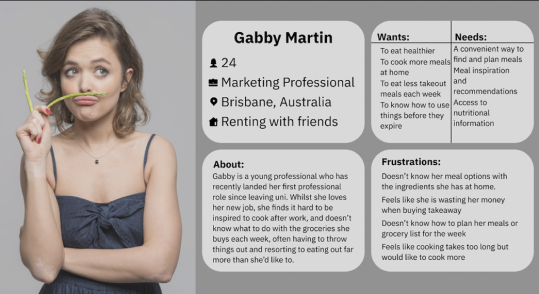 Gabby Martin
24
Marketing Professional
Brisbane, Australia
Renting with friends
Wants:
To eat healthier
To cook more meals
at home
To eat less takeout
meals each week
To know how to use
things before they
expire
Needs:
A convenient way to
find and plan meals
Meal inspiration
and
recommendations
Access to
nutritional
information
About:
Gabby is a young professional who has
recently landed her first professional
role since leaving uni. Whilst she loves
her new job, she finds it hard to be
inspired to cook after work, and doesn't
know what to do with the groceries she
buys each week, often having to throw
things out and resorting to eating out far
more than she'd like to.
Frustrations:
Doesn't know her meal options with
the ingredients she has at home.
Feels like she is wasting her money
when buying takeaway
Doesn't know how to plan her meals or
grocery list for the week
Feels like cooking takes too long but
would like to cook more